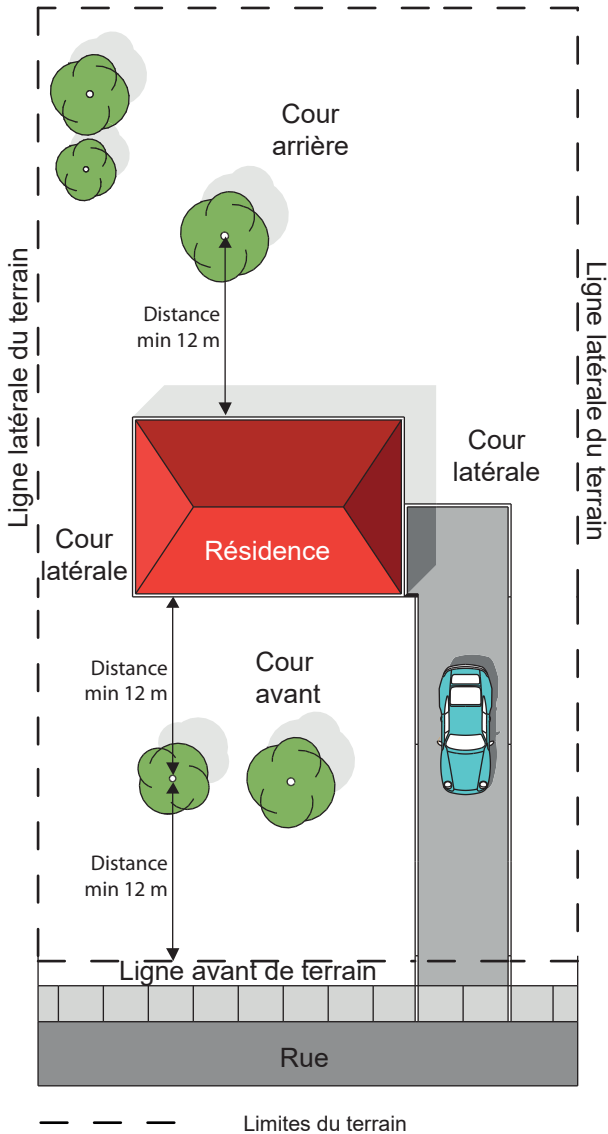 Cour
arrière
Ligne latérale du terrain
Ligne latérale du terrain
Distance
min 12 m
Cour
latérale
Cour
latérale
Résidence
Distance
min 12 m
Cour
avant
Distance
min 12 m
Ligne avant de terrain
Rue
Limites du terrain